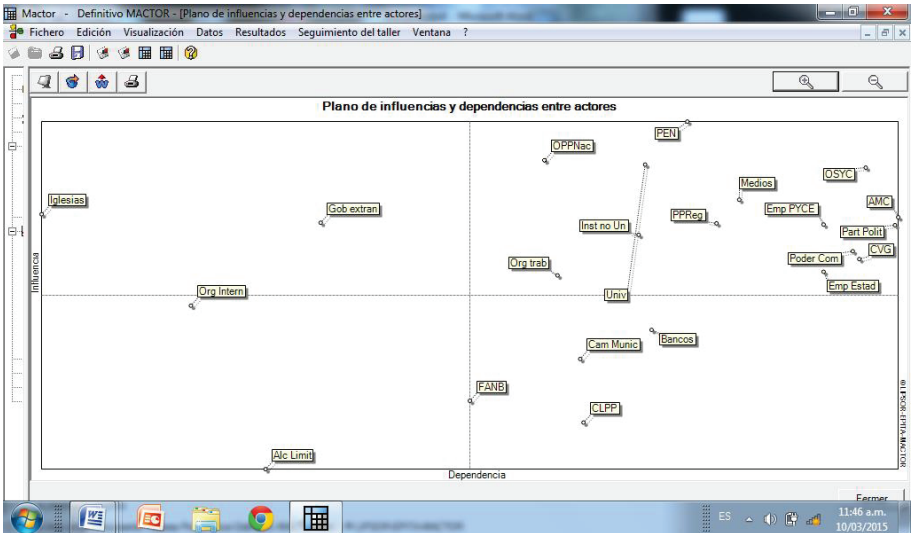 Mactor - Definitivo MACTOR - [Plano de influencias y dependencias entre actores]
Fichero Edición Visualización Datos Resultados Seguimiento del taller Ventana ?
Plano de influencias y dependencias entre actores
PEN
OPPNac
OSYC
Medios
Iglesias
AMC
Gob extran
PPReg
Emp PYCE
Inst no Un
Part Polit
CVG
Poder Com
Org trab
Influencia
Emp Estad
Org Intern
Univ
Cam Munic
Bancos
FANB
CLPP
Alc Limit
Dependencia
© LIPSOR-EPITA-MACTOR
Fermer
ES
11:46 a.m.
10/03/2015